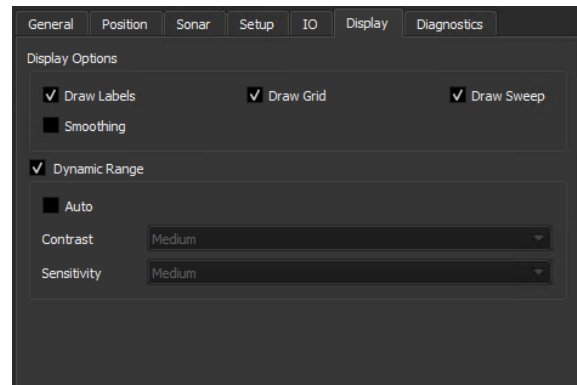 General Position Sonar Setup IO Display Diagnostics
Display Options
Draw Labels Draw Grid Draw Sweep
Smoothing
Dynamic Range
Auto
Contrast Medium
Sensitivity Medium